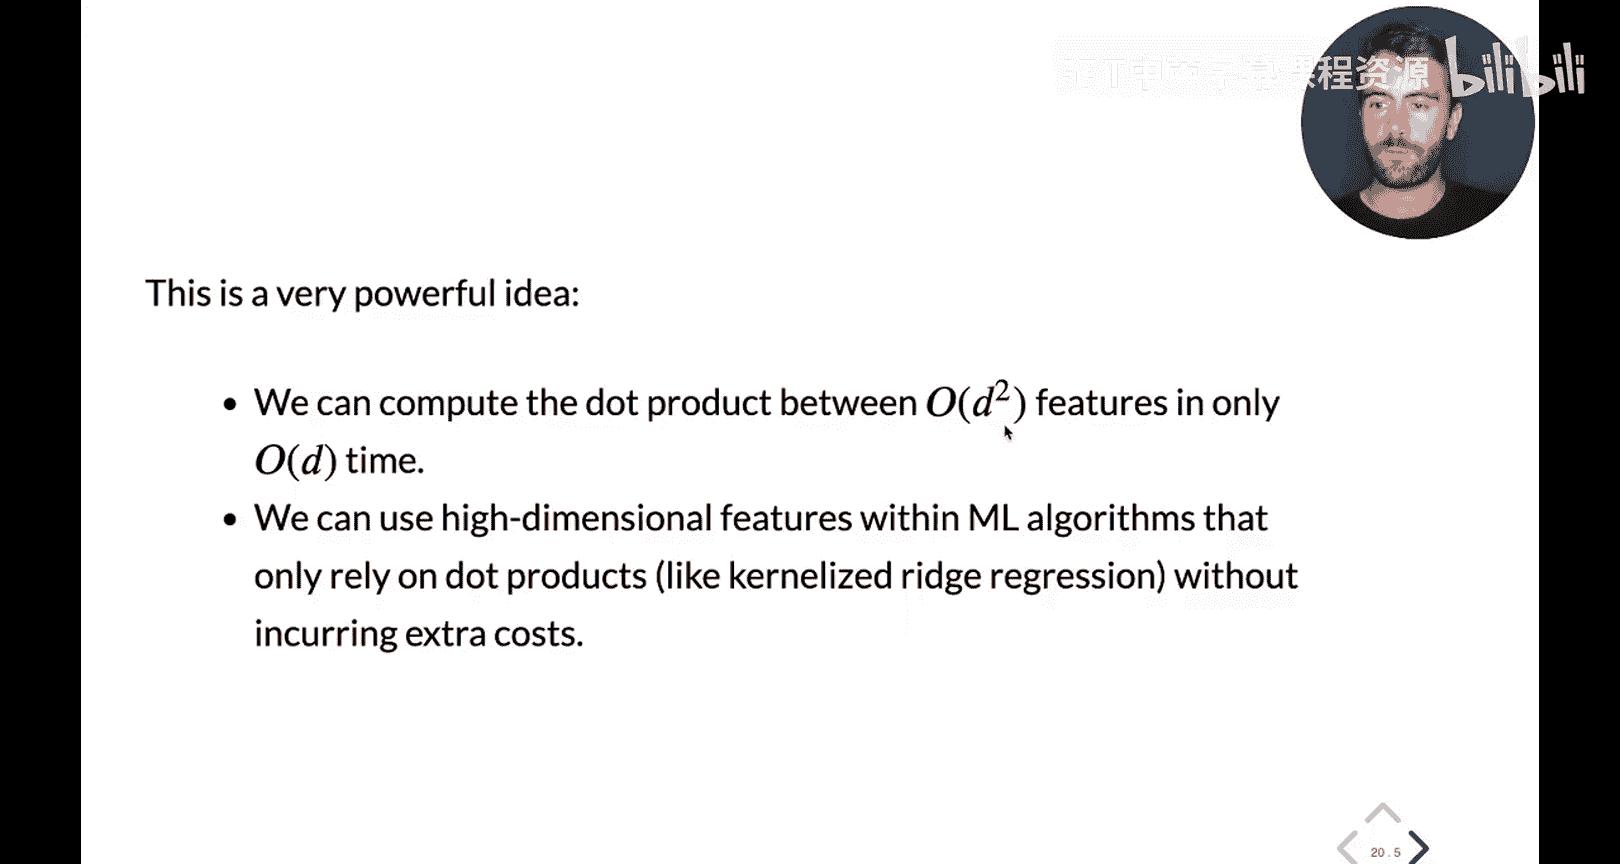 课程资源 bilibili
This is a very powerful idea:
• We can compute the dot product between O(d²) features in only
O(d) time.
• We can use high-dimensional features within ML algorithms that
only rely on dot products (like kernelized ridge regression) without
incurring extra costs.
20.5